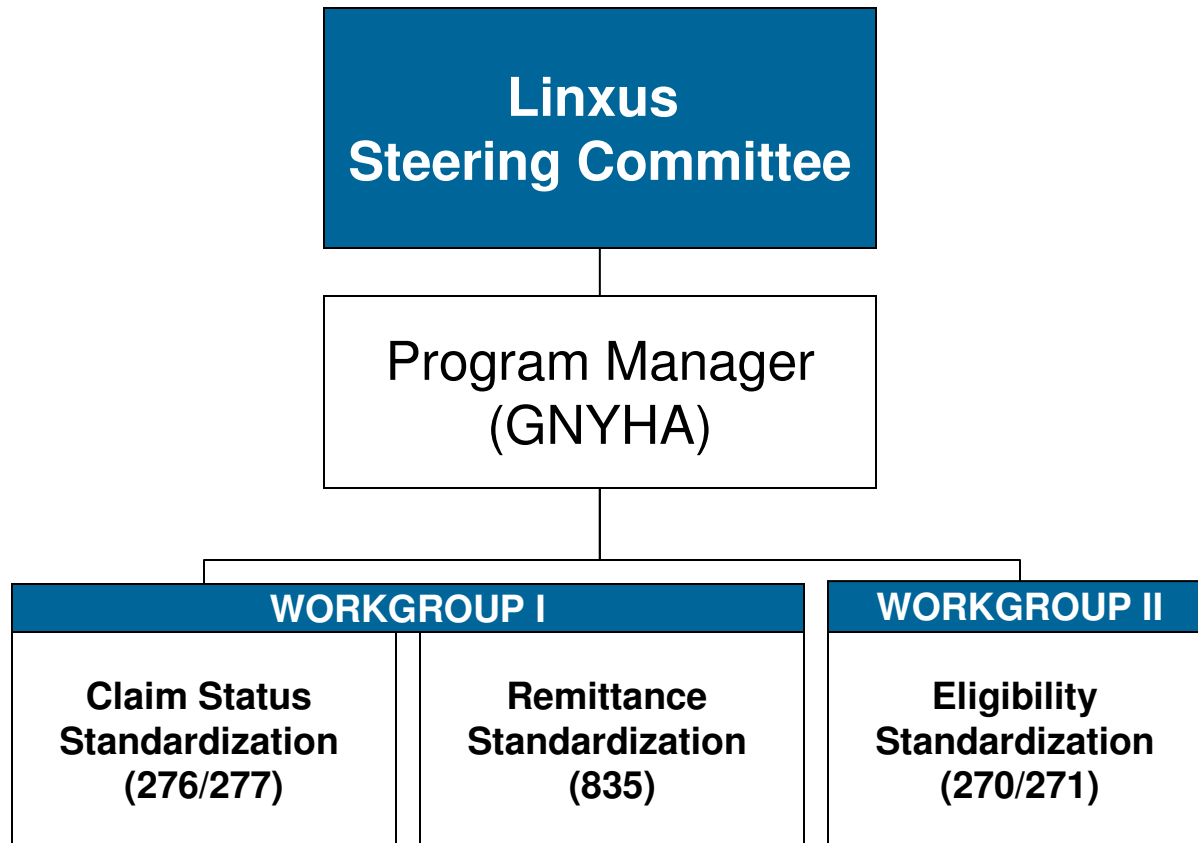 Linxus
Steering Committee
Program Manager
(GNYHA)
WORKGROUP I
Claim Status
Standardization
(276/277)
Remittance
Standardization
(835)
WORKGROUP II
Eligibility
Standardization
(270/271)